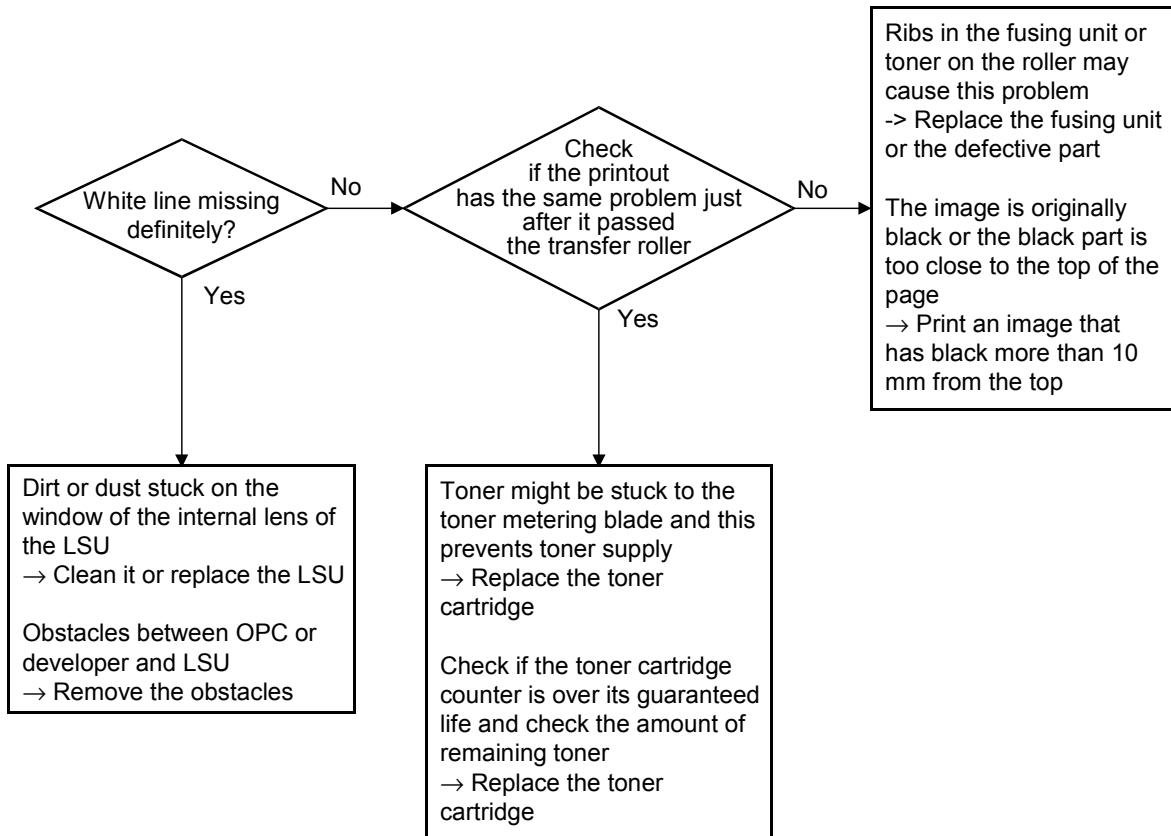 White line missing
definitely?
No
Yes
Check
if the printout
has the same problem just
after it passed
the transfer roller
No
Yes
Ribs in the fusing unit or
toner on the roller may
cause this problem
-> Replace the fusing unit
or the defective part
The image is originally
black or the black part is
too close to the top of the
page
→ Print an image that
has black more than 10
mm from the top
Dirt or dust stuck on the
window of the internal lens of
the LSU
→ Clean it or replace the LSU
Obstacles between OPC or
developer and LSU
→ Remove the obstacles
Toner might be stuck to the
toner metering blade and this
prevents toner supply
→ Replace the toner
cartridge
Check if the toner cartridge
counter is over its guaranteed
life and check the amount of
remaining toner
→ Replace the toner
cartridge